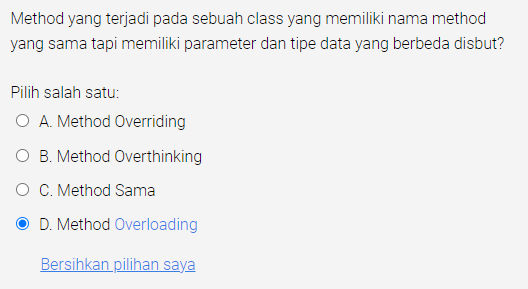 Method yang terjadi pada sebuah class yang memiliki nama method
yang sama tapi memiliki parameter dan tipe data yang berbeda disbut?
Pilih salah satu:
A. Method Overriding
B. Method Overthinking
C. Method Sama
D. Method Overloading
Bersihkan pilihan saya